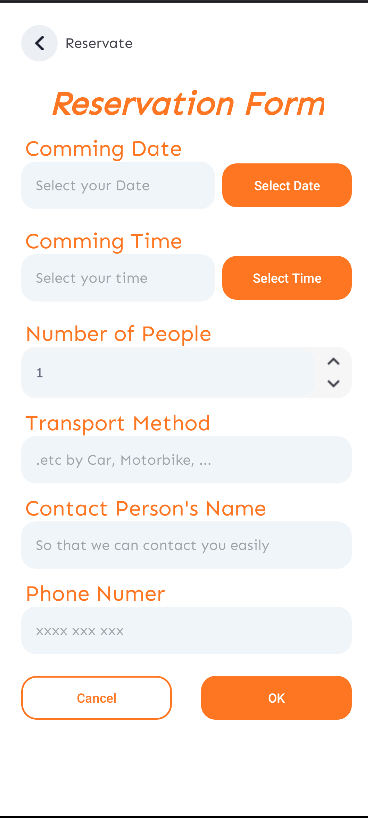 Reservate
Reservation Form
Comming Date
Select your Date
Select Date
Comming Time
Select your time
Select Time
Number of People
1
Transport Method
.etc by Car, Motorbike, ...
Contact Person's Name
So that we can contact you easily
Phone Numer
xxxx xxx xxx
Cancel
OK